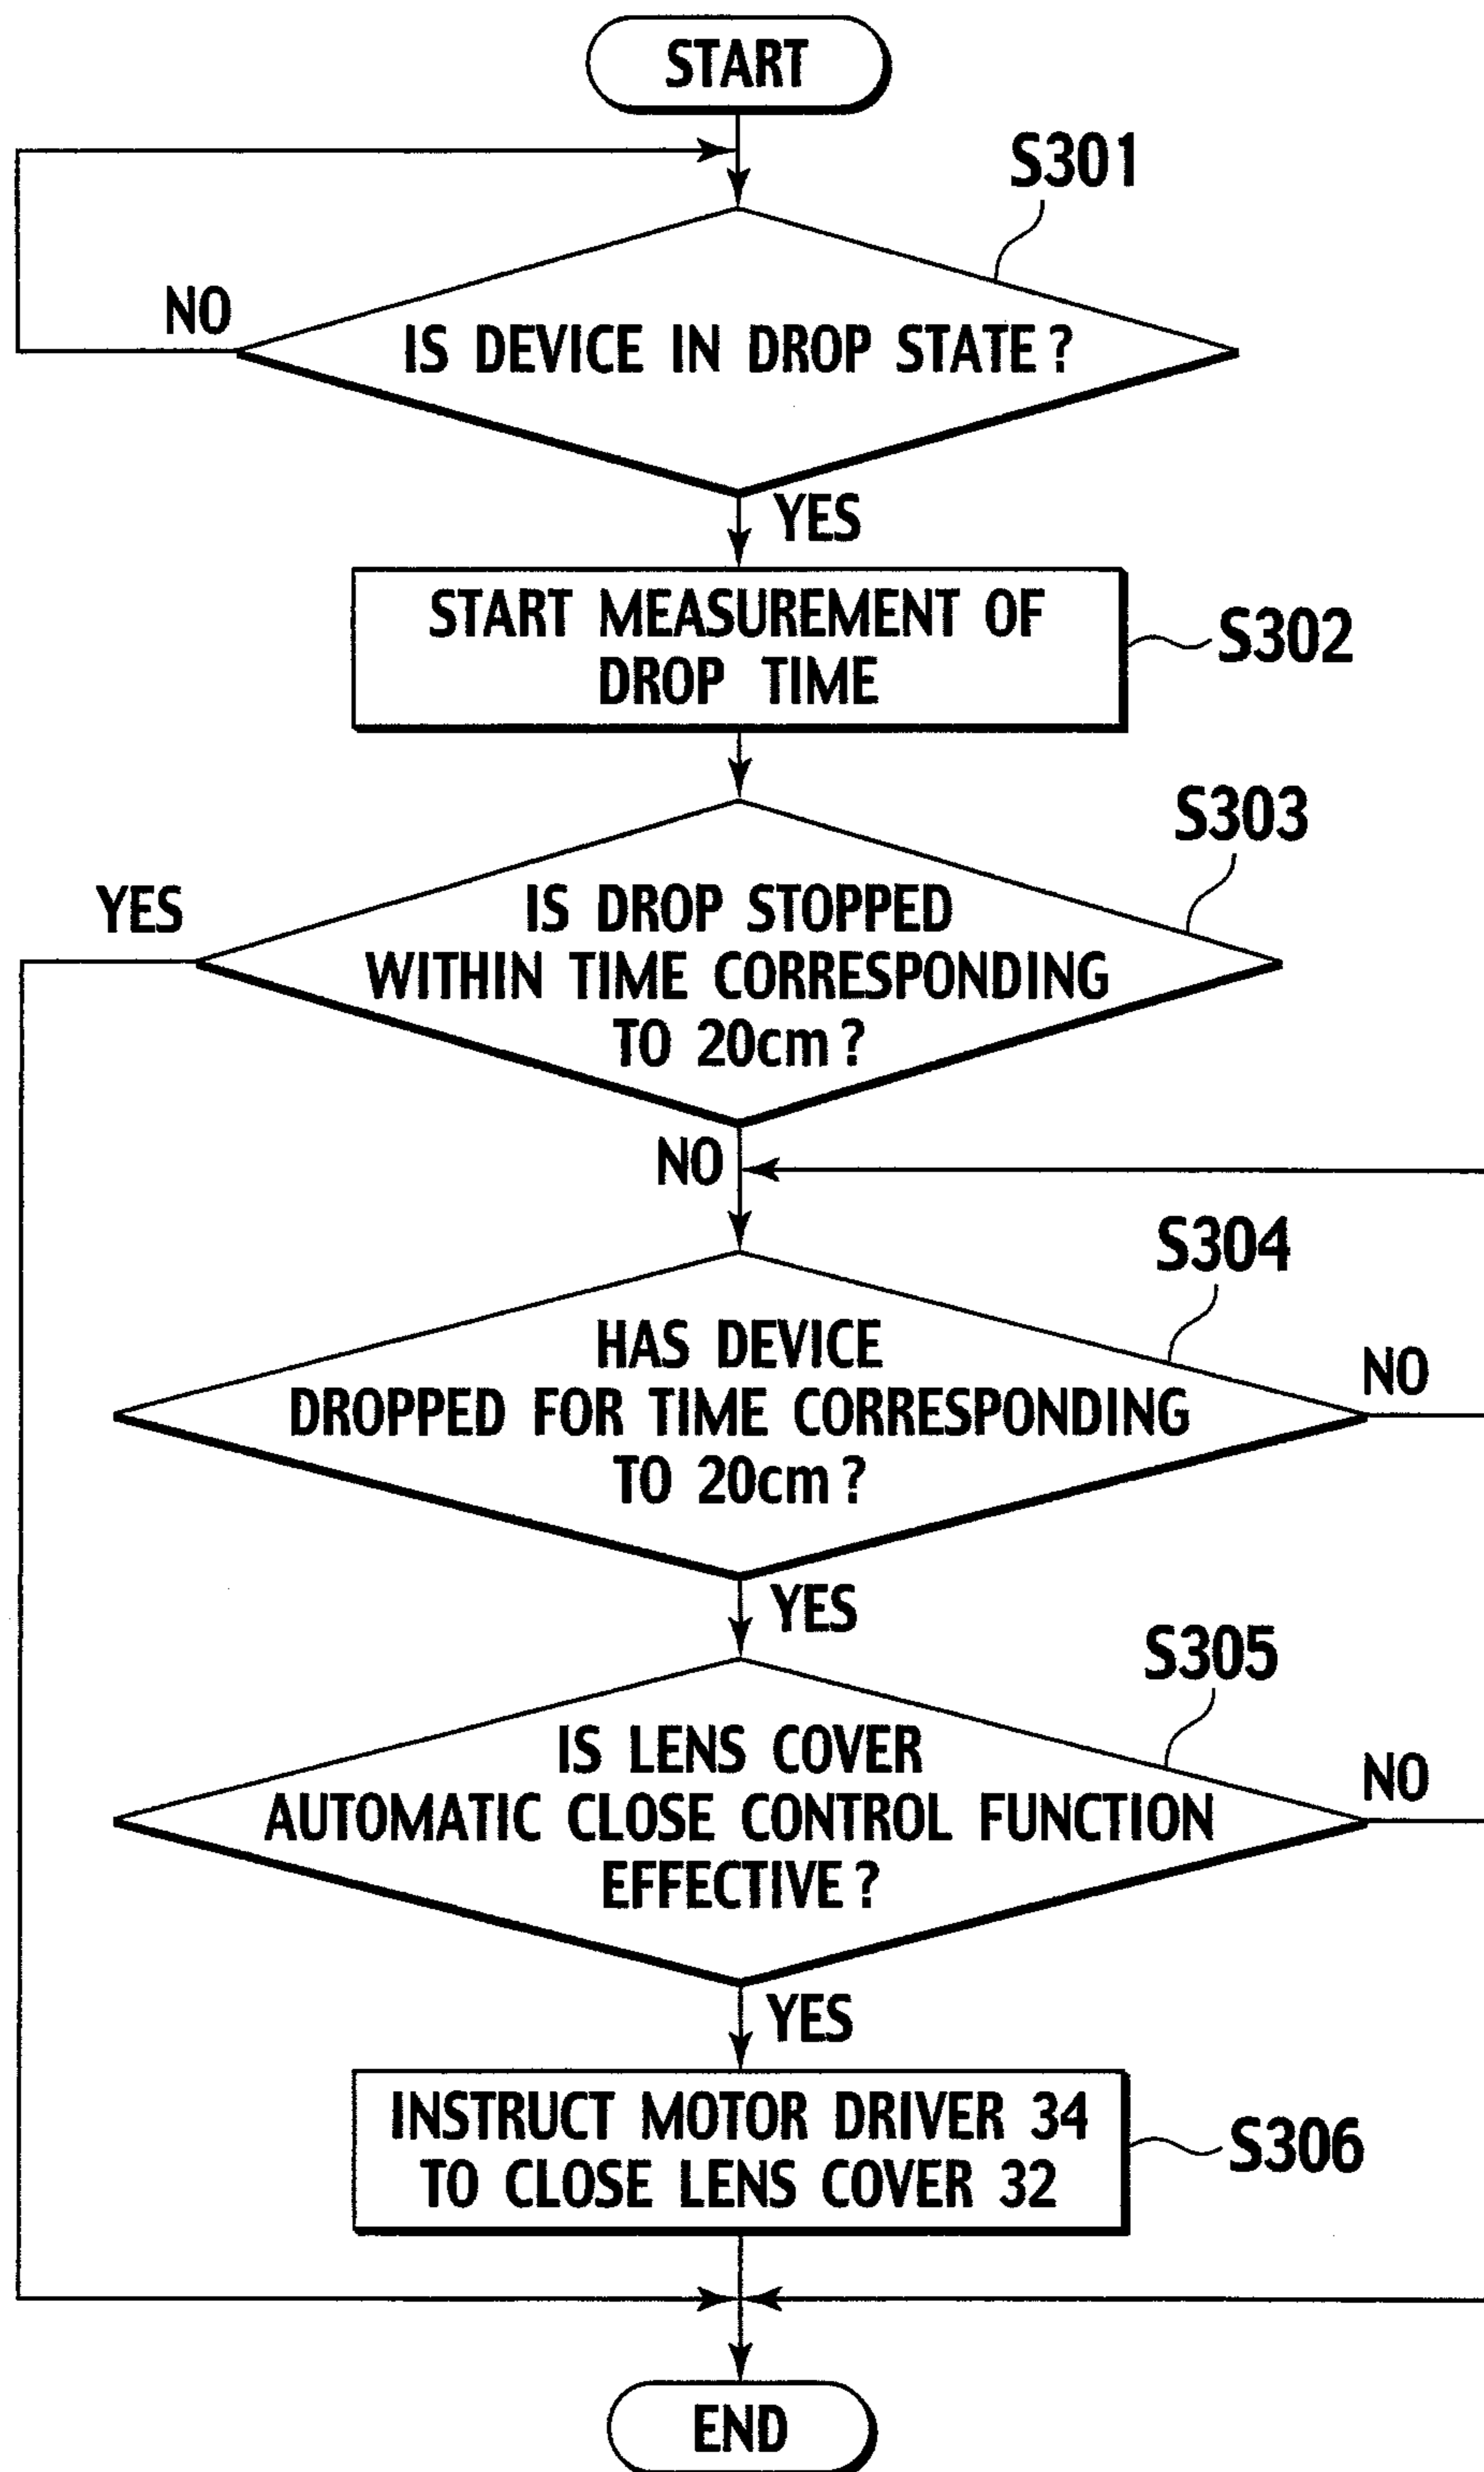 START
S301
NO
IS DEVICE IN DROP STATE?
YES
START MEASUREMENT OF
DROP TIME
S302
S303
YES
IS DROP STOPPED
WITHIN TIME CORRESPONDING
TO 20cm?
NO
S304
HAS DEVICE
DROPPED FOR TIME CORRESPONDING
TO 20cm?
NO
YES
S305
IS LENS COVER
AUTOMATIC CLOSE CONTROL FUNCTION
EFFECTIVE?
NO
YES
INSTRUCT MOTOR DRIVER 34
TO CLOSE LENS COVER 32
S306
END